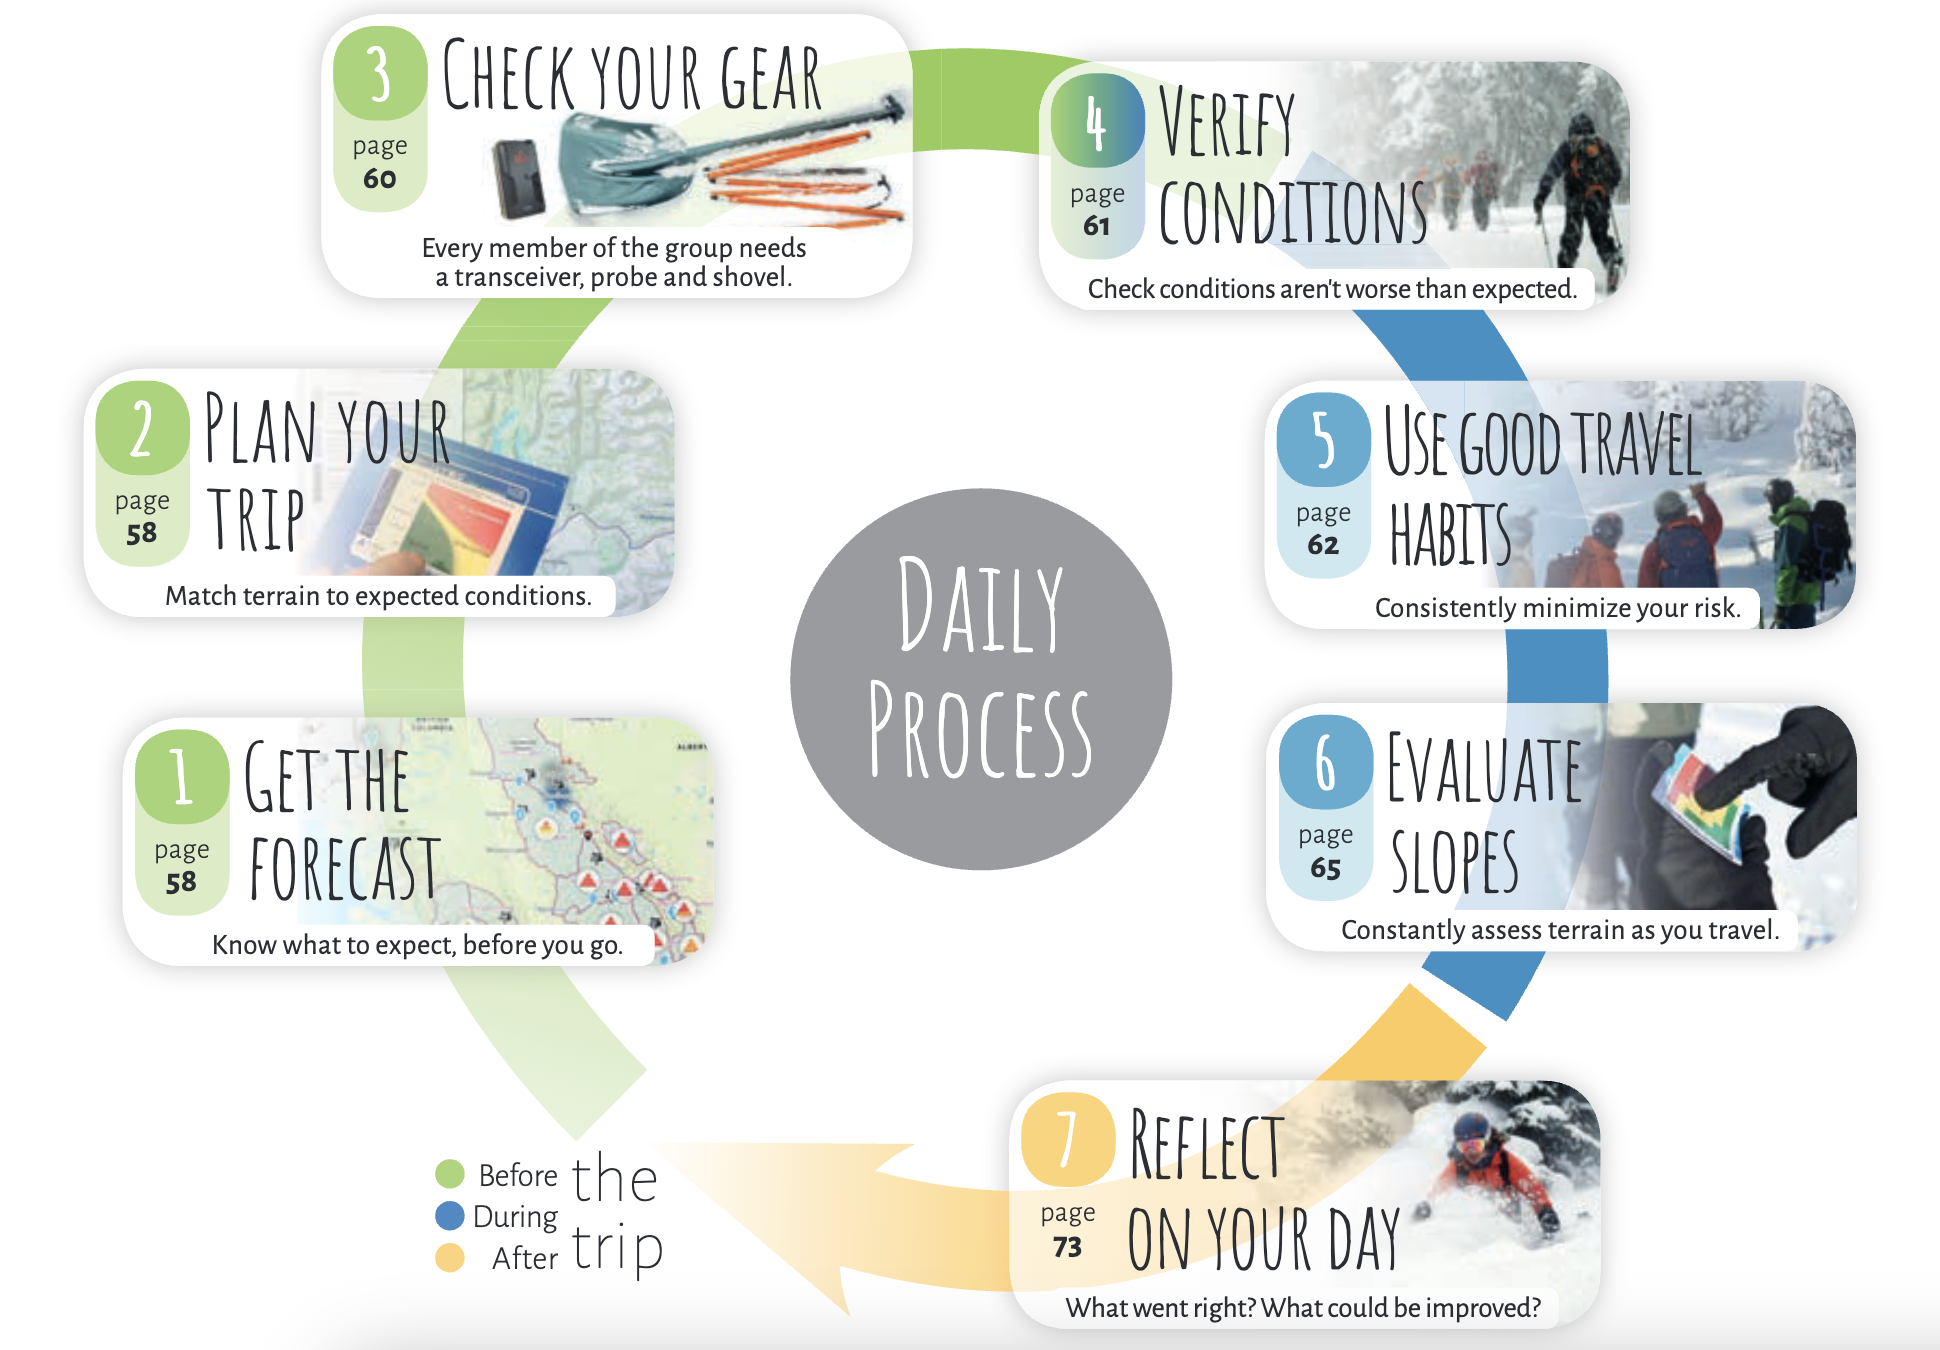 3
CHECK YOUR GEAR
page
60
Every member of the group needs
a transceiver, probe and shovel.
4
VERIFY
CONDITIONS
page
61
Check conditions aren't worse than expected.
2
PLAN YOUR
TRIP
page
58
Match terrain to expected conditions.
5
USE GOOD TRAVEL
HABITS
page
62
Consistently minimize your risk.
DAILY
PROCESS
1
GET THE
FORECAST
page
58
Know what to expect, before you go.
6
EVALUATE
SLOPES
page
65
Constantly assess terrain as you travel.
7
REFLECT
ON YOUR DAY
page
73
What went right? What could be improved?
Before
During
After
the
trip